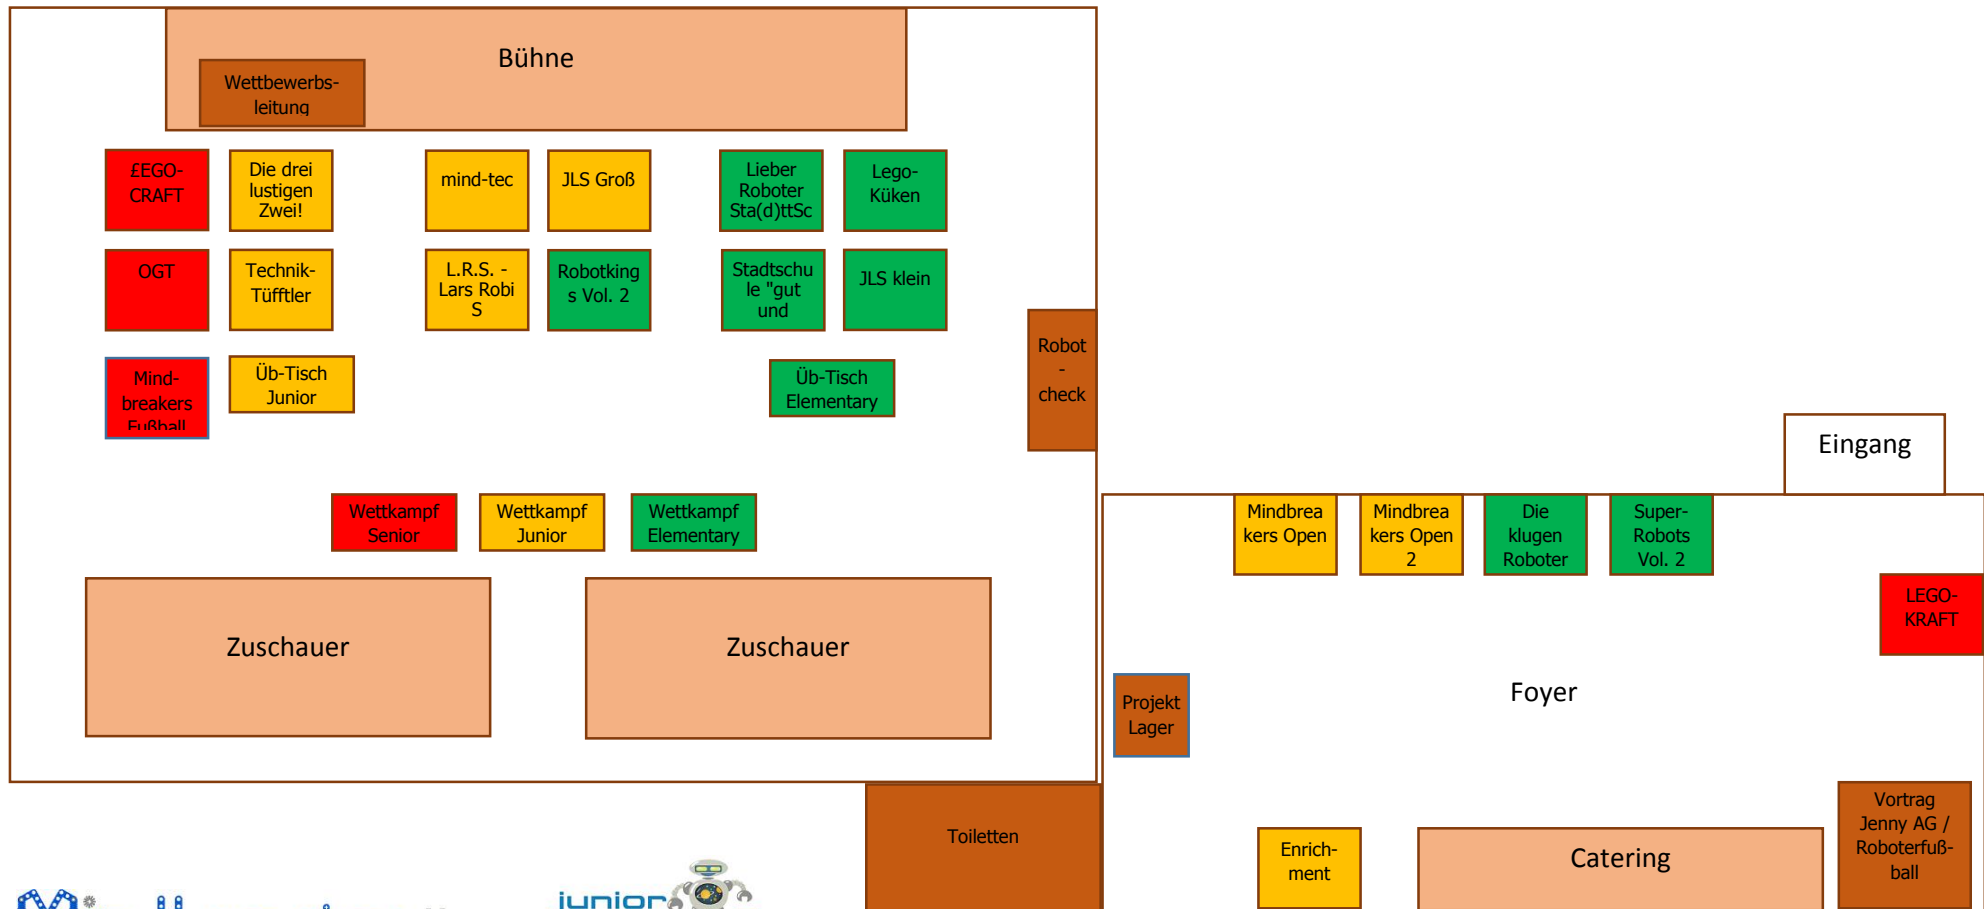 Bühne
Wettbewerbs-
leitung
£EGO-
CRAFT
Die drei
lustigen
Zwei!
mind-tec
JLS Groß
Lieber
Roboter
Sta(d)ttSc
Lego-
Küken
OGT
Technik-
Tüfftler
L.R.S. -
Lars Robi
S
Robotking
s Vol. 2
Stadtschu
le "gut
und
JLS klein
Mind-
breakers
Fußball
Üb-Tisch
Junior
Üb-Tisch
Elementary
Robot
-
check
Wettkampf
Senior
Wettkampf
Junior
Wettkampf
Elementary
Zuschauer
Zuschauer
Eingang
Mindbrea
kers Open
Mindbrea
kers Open
2
Die
klugen
Roboter
Super-
Robots
Vol. 2
LEGO-
KRAFT
Foyer
Projekt
Lager
Toiletten
Enrich-
ment
Catering
Vortrag
Jenny AG /
Roboterfuß-
ball
junior